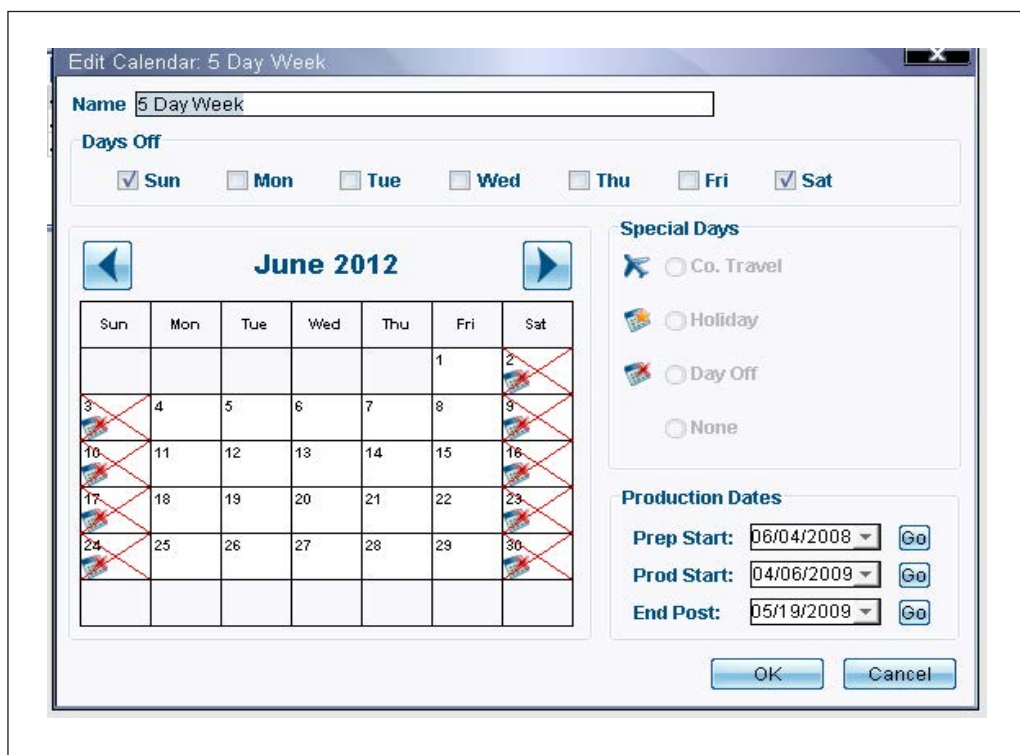 Edit Calendar: 5 Day Week
X
Name 5 Day Week
Days Off
Sun Mon Tue Wed Thu Fri Sat
June 2012
Sun Mon Tue Wed Thu Fri Sat
1 2
3 4 5 6 7 8 9
10 11 12 13 14 15 16
17 18 19 20 21 22 23
24 25 26 27 28 29 30
Special Days
Co. Travel
Holiday
Day Off
None
Production Dates
Prep Start: 06/04/2008 Go
Prod Start: 04/06/2009 Go
End Post: 05/19/2009 Go
OK Cancel